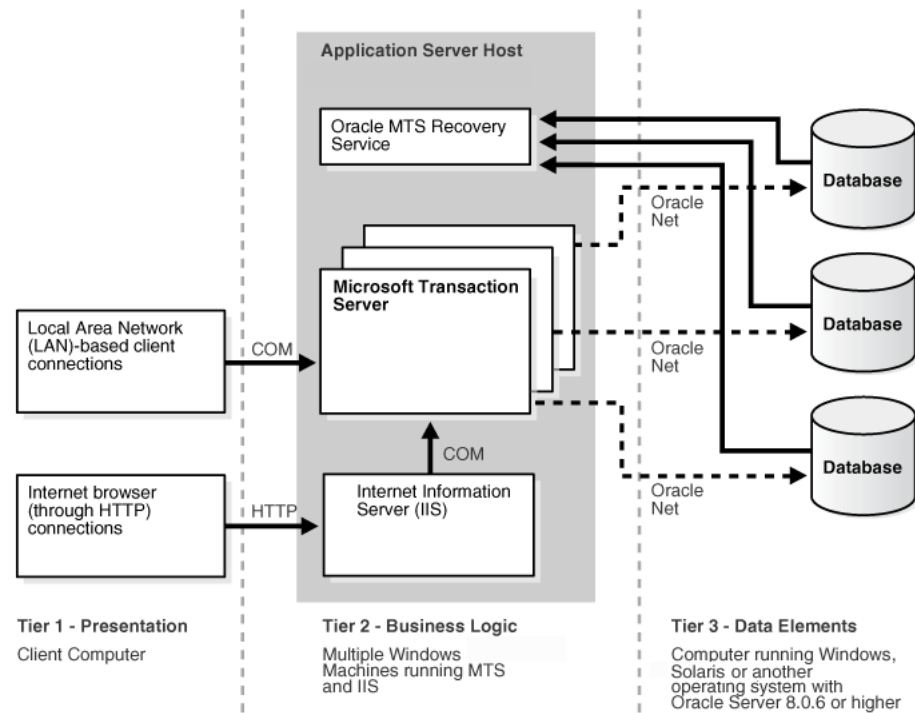 Application Server Host
Oracle MTS Recovery
Service
Database
Oracle
Net
Microsoft Transaction
Server
Local Area Network
(LAN)-based client
connections
COM
Database
Oracle
Net
COM
Database
Internet browser
(through HTTP)
connections
HTTP
Internet Information
Server (IIS)
Oracle
Net
Tier 1 - Presentation
Client Computer
Tier 2 - Business Logic
Multiple Windows
Machines running MTS
and IIS
Tier 3 - Data Elements
Computer running Windows,
Solaris or another
operating system with
Oracle Server 8.0.6 or higher